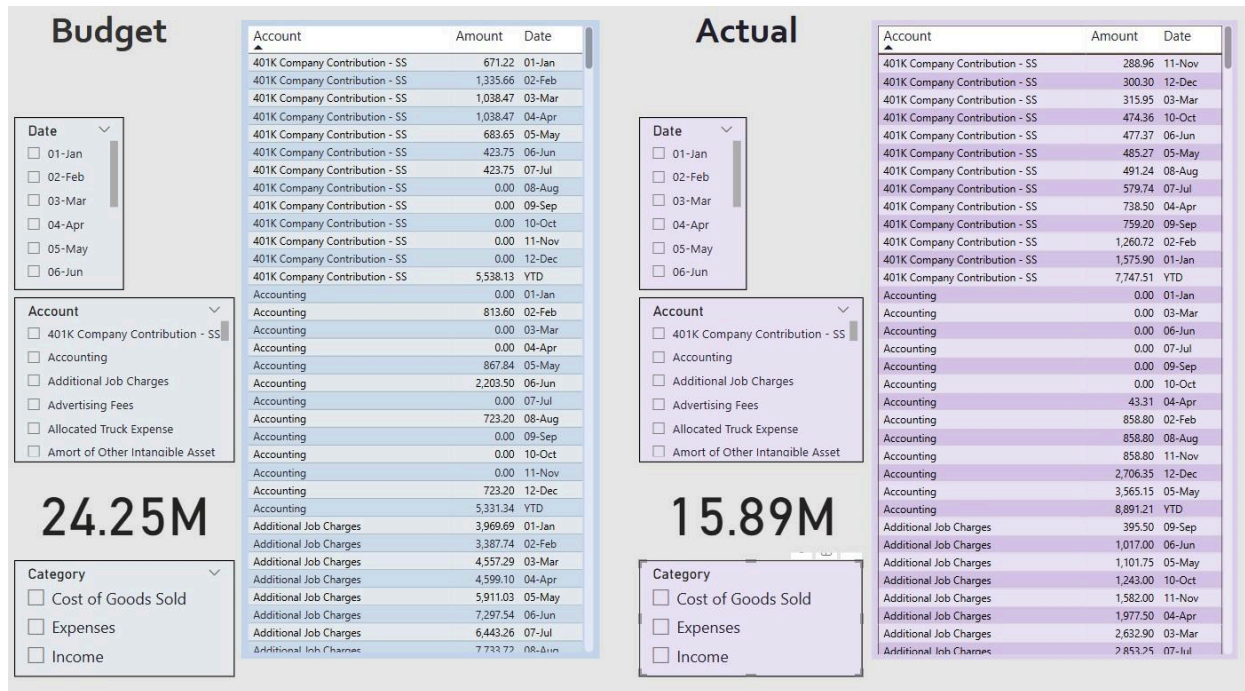 Budget
Account Amount Date
401K Company Contribution - SS 671.22 01-Jan
401K Company Contribution - SS 1,335.66 02-Feb
401K Company Contribution - SS 1,038.47 03-Mar
401K Company Contribution - SS 1,038.47 04-Apr
401K Company Contribution - SS 683.65 05-May
401K Company Contribution - SS 423.75 06-Jun
401K Company Contribution - SS 423.75 07-Jul
401K Company Contribution - SS 0.00 08-Aug
401K Company Contribution - SS 0.00 09-Sep
401K Company Contribution - SS 0.00 10-Oct
401K Company Contribution - SS 0.00 11-Nov
401K Company Contribution - SS 0.00 12-Dec
401K Company Contribution - SS 5,538.13 YTD
Accounting 0.00 01-Jan
Accounting 813.60 02-Feb
Accounting 0.00 03-Mar
Accounting 0.00 04-Apr
Accounting 867.84 05-May
Accounting 2,203.50 06-Jun
Accounting 0.00 07-Jul
Accounting 723.20 08-Aug
Accounting 0.00 09-Sep
Accounting 0.00 10-Oct
Accounting 0.00 11-Nov
Accounting 723.20 12-Dec
Accounting 5,331.34 YTD
Additional Job Charges 3,969.69 01-Jan
Additional Job Charges 3,387.74 02-Feb
Additional Job Charges 4,557.29 03-Mar
Additional Job Charges 4,599.10 04-Apr
Additional Job Charges 5,911.03 05-May
Additional Job Charges 7,297.54 06-Jun
Additional Job Charges 6,443.26 07-Jul
Additional Job Charges 7,733.72 08-Aug
Date
01-Jan
02-Feb
03-Mar
04-Apr
05-May
06-Jun
Account
401K Company Contribution - SS
Accounting
Additional Job Charges
Advertising Fees
Allocated Truck Expense
Amort of Other Intangible Asset
24.25M
Category
Cost of Goods Sold
Expenses
Income
Actual
Account Amount Date
401K Company Contribution - SS 288.96 11-Nov
401K Company Contribution - SS 300.30 12-Dec
401K Company Contribution - SS 315.95 03-Mar
401K Company Contribution - SS 474.36 10-Oct
401K Company Contribution - SS 477.37 06-Jun
401K Company Contribution - SS 485.27 05-May
401K Company Contribution - SS 491.24 08-Aug
401K Company Contribution - SS 579.74 07-Jul
401K Company Contribution - SS 738.50 04-Apr
401K Company Contribution - SS 759.20 09-Sep
401K Company Contribution - SS 1,260.72 02-Feb
401K Company Contribution - SS 1,575.90 01-Jan
401K Company Contribution - SS 7,747.51 YTD
Accounting 0.00 01-Jan
Accounting 0.00 03-Mar
Accounting 0.00 06-Jun
Accounting 0.00 07-Jul
Accounting 0.00 09-Sep
Accounting 0.00 10-Oct
Accounting 43.31 04-Apr
Accounting 858.80 02-Feb
Accounting 858.80 08-Aug
Accounting 858.80 11-Nov
Accounting 2,706.35 12-Dec
Accounting 3,565.15 05-May
Accounting 8,891.21 YTD
Additional Job Charges 395.50 09-Sep
Additional Job Charges 1,017.00 06-Jun
Additional Job Charges 1,101.75 05-May
Additional Job Charges 1,243.00 10-Oct
Additional Job Charges 1,582.00 11-Nov
Additional Job Charges 1,977.50 04-Apr
Additional Job Charges 2,632.90 03-Mar
Additional Job Charges 2,853.25 07-Jul
Date
01-Jan
02-Feb
03-Mar
04-Apr
05-May
06-Jun
Account
401K Company Contribution - SS
Accounting
Additional Job Charges
Advertising Fees
Allocated Truck Expense
Amort of Other Intangible Asset
15.89M
Category
Cost of Goods Sold
Expenses
Income